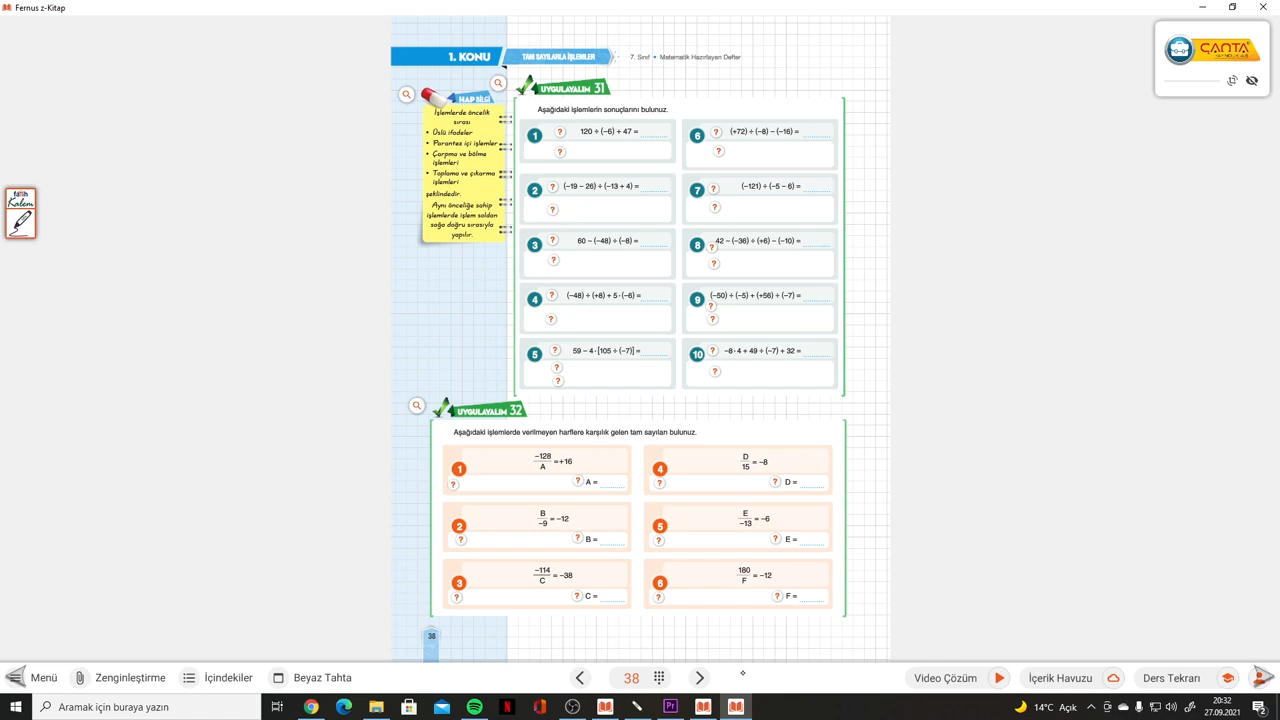 Fernus z-Kitap
1. KONU
TAM SAYILARLA İŞLEMLER
7. Sınıf • Matematik Hazırlayan Defter
ÇANTA
fatih
Kalem
HAP BİLGİ
İşlemlerde öncelik
sırası
• Üslü ifadeler
• Parantez içi işlemler
• Çarpma ve bölme
işlemleri
• Toplama ve çıkarma
işlemleri
şeklindedir.
Aynı önceliğe sahip
işlemlerde işlem soldan
sağa doğru sırasıyla
yapılır.
UYGULAYALIM 31
Aşağıdaki işlemlerin sonuçlarını bulunuz.
1 ? 120 ÷ (−6) + 47 = ............
?
2 ? (−19 − 26) ÷ (−13 + 4) = ............
?
3 ? 60 − (−48) ÷ (−8) = ............
?
4 ? (−48) ÷ (+8) + 5 · (−6) = ............
?
5 ? 59 − 4 · [105 ÷ (−7)] = ............
?
?
6 ? (+72) ÷ (−8) − (−16) = ............
?
7 ? (−121) ÷ (−5 − 6) = ............
?
8 ? 42 − (−36) ÷ (+6) − (−10) = ............
?
9 ? (−50) ÷ (−5) + (+56) ÷ (−7) = ............
?
10 ? −8 · 4 + 49 ÷ (−7) + 32 = ............
?
UYGULAYALIM 32
Aşağıdaki işlemlerde verilmeyen harflere karşılık gelen tam sayıları bulunuz.
1 −128/A = +16
? ? A = ............
2 B/−9 = −12
? ? B = ............
3 −114/C = −38
? ? C = ............
4 D/15 = −8
? ? D = ............
5 E/−13 = −6
? ? E = ............
6 180/F = −12
? ? F = ............
38
Menü
Zenginleştirme
İçindekiler
Beyaz Tahta
38
Video Çözüm
İçerik Havuzu
Ders Tekrarı
Aramak için buraya yazın
14°C Açık
20:32
27.09.2021
2